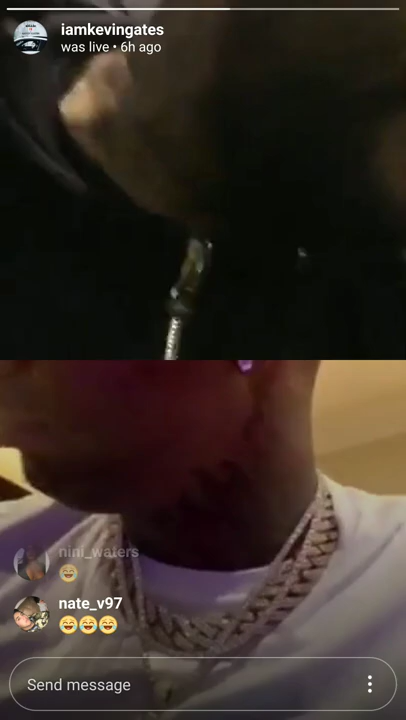 iamkevingates
was live • 6h ago
nini_waters
😂
nate_v97
😂😂😂
Send message